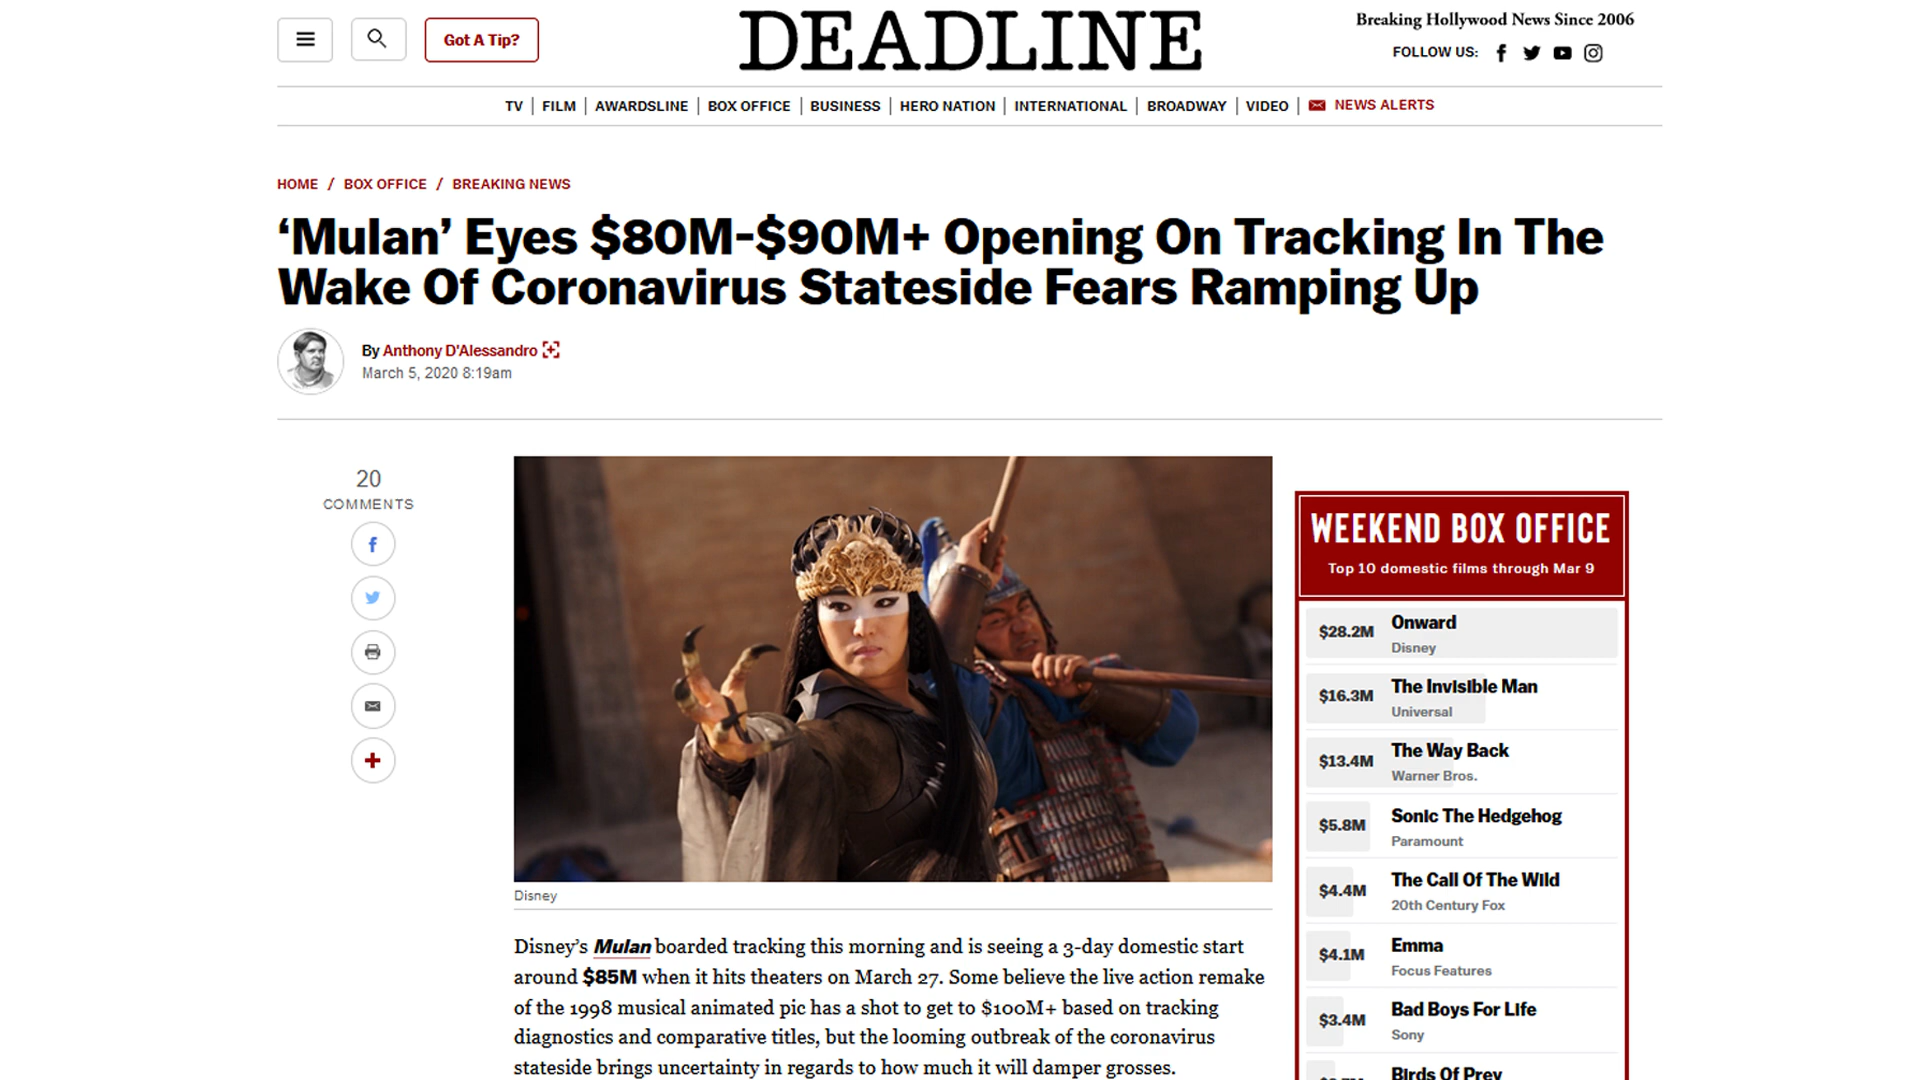 Got A Tip?
DEADLINE
Breaking Hollywood News Since 2006
FOLLOW US:
TV | FILM | AWARDSLINE | BOX OFFICE | BUSINESS | HERO NATION | INTERNATIONAL | BROADWAY | VIDEO | NEWS ALERTS
HOME / BOX OFFICE / BREAKING NEWS
‘Mulan’ Eyes $80M-$90M+ Opening On Tracking In The
Wake Of Coronavirus Stateside Fears Ramping Up
By Anthony D'Alessandro
March 5, 2020 8:19am
20
COMMENTS
Disney
Disney’s Mulan boarded tracking this morning and is seeing a 3-day domestic start
around $85M when it hits theaters on March 27. Some believe the live action remake
of the 1998 musical animated pic has a shot to get to $100M+ based on tracking
diagnostics and comparative titles, but the looming outbreak of the coronavirus
stateside brings uncertainty in regards to how much it will damper grosses.
WEEKEND BOX OFFICE
Top 10 domestic films through Mar 9
$28.2M Onward
Disney
$16.3M The Invisible Man
Universal
$13.4M The Way Back
Warner Bros.
$5.8M Sonic The Hedgehog
Paramount
$4.4M The Call Of The Wild
20th Century Fox
$4.1M Emma
Focus Features
$3.4M Bad Boys For Life
Sony
Birds Of Prey